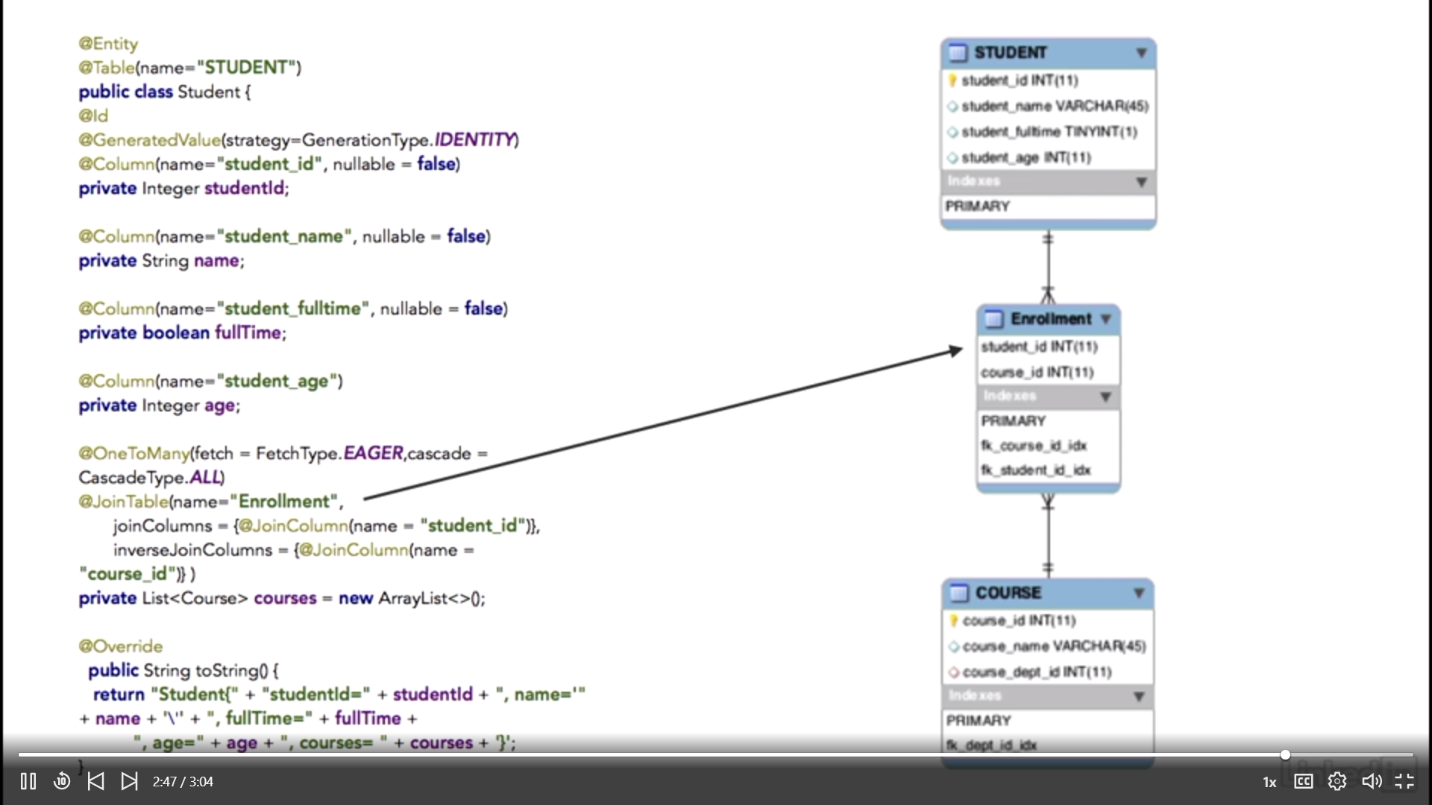 @Entity
@Table(name="STUDENT")
public class Student {
@Id
@GeneratedValue(strategy=GenerationType.IDENTITY)
@Column(name="student_id", nullable = false)
private Integer studentId;
@Column(name="student_name", nullable = false)
private String name;
@Column(name="student_fulltime", nullable = false)
private boolean fullTime;
@Column(name="student_age")
private Integer age;
@OneToMany(fetch = FetchType.EAGER,cascade =
CascadeType.ALL)
@JoinTable(name="Enrollment",
joinColumns = {@JoinColumn(name = "student_id")},
inverseJoinColumns = {@JoinColumn(name =
"course_id")} )
private List<Course> courses = new ArrayList<>();
@Override
public String toString() {
return "Student{" + "studentId=" + studentId + ", name='"
+ name + '\'' + ", fullTime=" + fullTime +
", age=" + age + ", courses= " + courses + '}';
}
STUDENT
student_id INT(11)
student_name VARCHAR(45)
student_fulltime TINYINT(1)
student_age INT(11)
Indexes
PRIMARY
Enrollment
student_id INT(11)
course_id INT(11)
Indexes
PRIMARY
fk_course_id_idx
fk_student_id_idx
COURSE
course_id INT(11)
course_name VARCHAR(45)
course_dept_id INT(11)
Indexes
PRIMARY
fk_dept_id_idx
10
2:47 / 3:04
1x
CC
LinkedIn